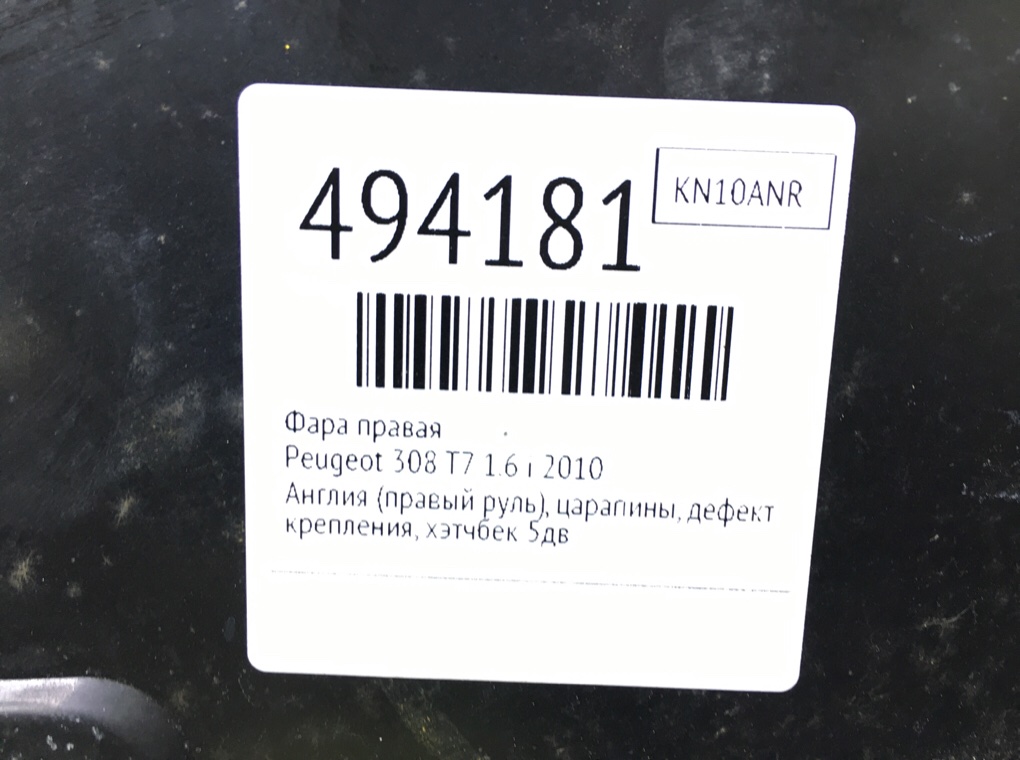 494181
KN10ANR
Фара правая
Peugeot 308 T7 1.6 i 2010
Англия (правый руль), царапины, дефект
крепления, хэтчбек 5дв